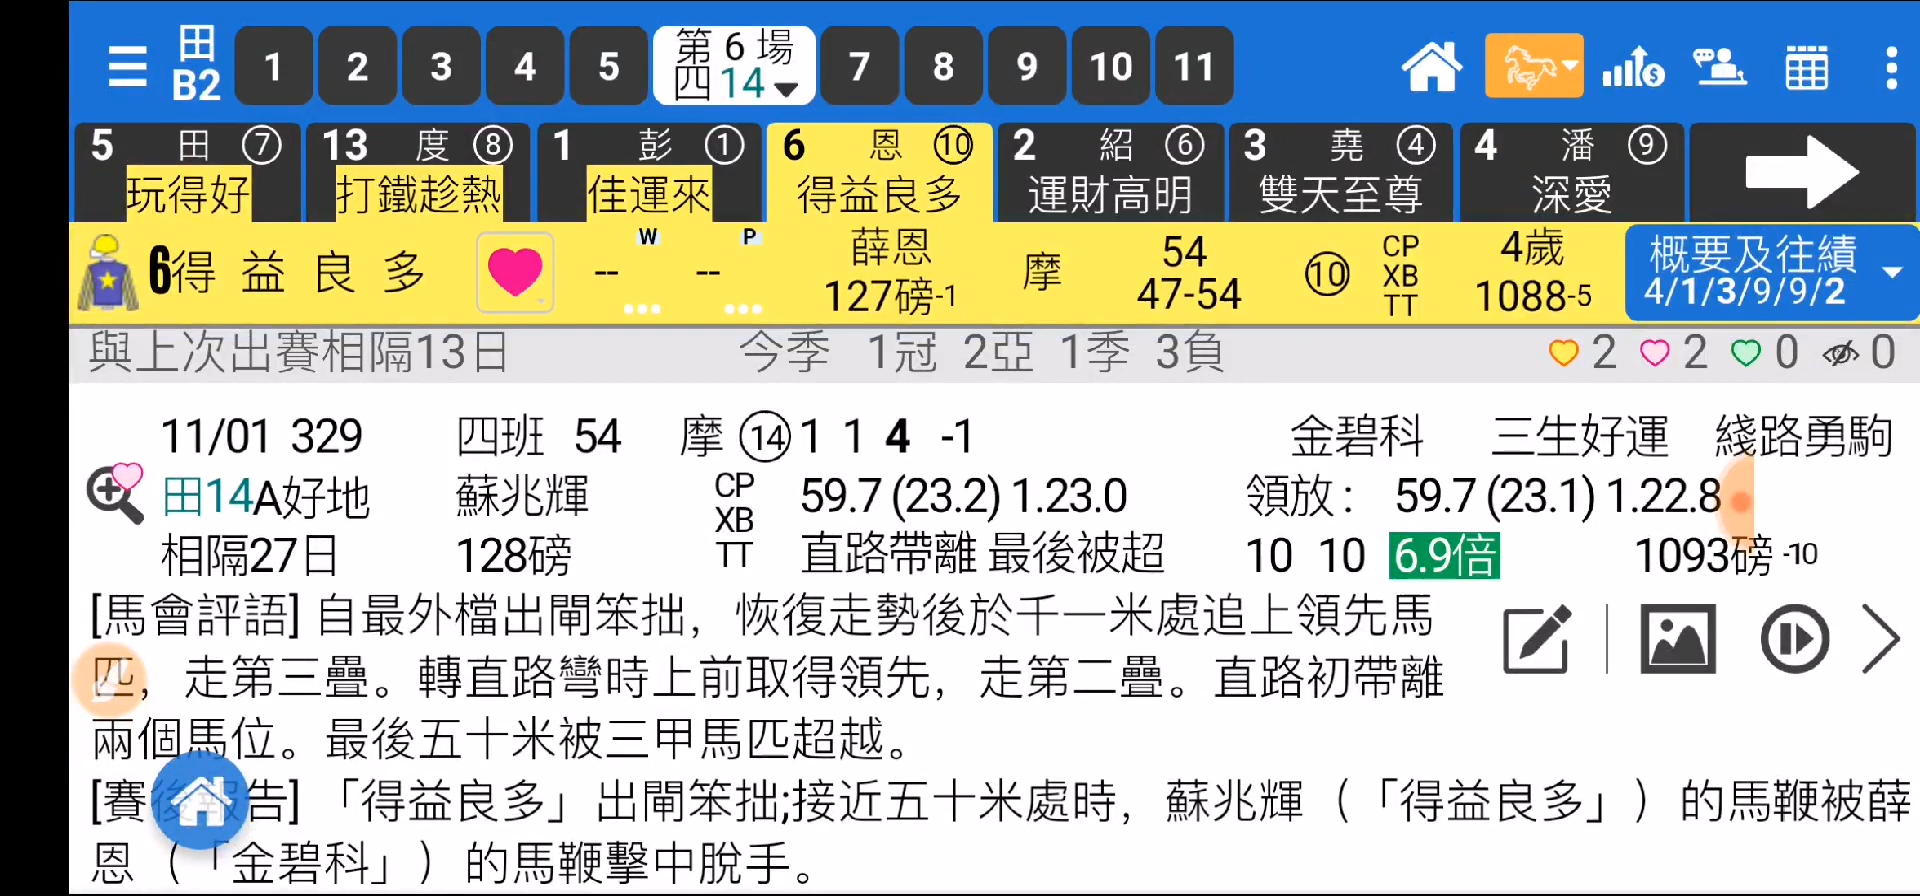 田 B2 1 2 3 4 5 第6場 四14 7 8 9 10 11
5 田 ⑦ 玩得好
13 度 ⑧ 打鐵趁熱
1 彭 ① 佳運來
6 恩 ⑩ 得益良多
2 紹 ⑥ 運財高明
3 堯 ④ 雙天至尊
4 潘 ⑨ 深愛
6得益良多 W -- P -- 薛恩 127磅-1 摩 54 47-54 ⑩ CP XB TT 4歲 1088-5 概要及往績 4/1/3/9/9/2
與上次出賽相隔13日 今季 1冠 2亞 1季 3負 2 2 0 0
11/01 329 四班 54 摩 ⑭ 1 1 4 -1 金碧科 三生好運 綫路勇駒
田14A好地 蘇兆輝 CP XB TT 59.7 (23.2) 1.23.0 領放: 59.7 (23.1) 1.22.8
相隔27日 128磅 直路帶離 最後被超 10 10 6.9倍 1093磅 -10
[馬會評語] 自最外檔出閘笨拙，恢復走勢後於千一米處追上領先馬
匹，走第三疊。轉直路彎時上前取得領先，走第二疊。直路初帶離
兩個馬位。最後五十米被三甲馬匹超越。
[賽後報告] 「得益良多」出閘笨拙;接近五十米處時，蘇兆輝（「得益良多」）的馬鞭被薛
恩（「金碧科」）的馬鞭擊中脫手。